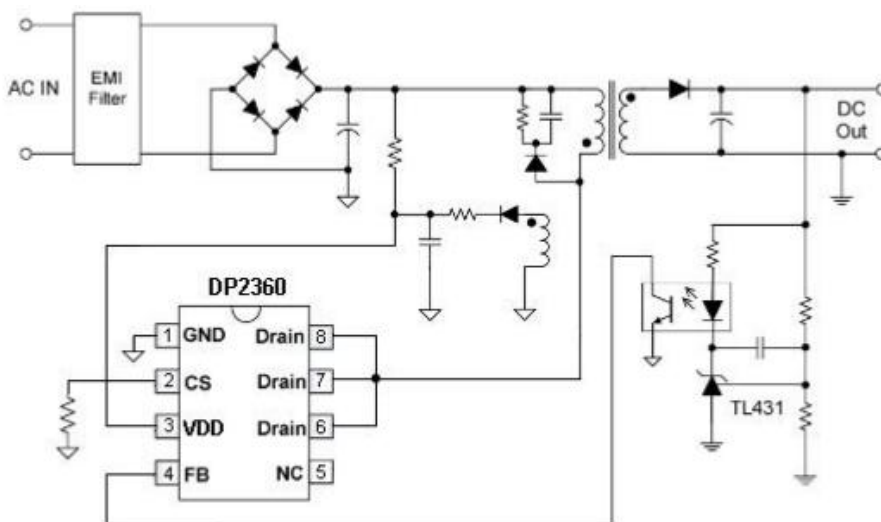 AC IN
EMI
Filter
DC
Out
DP2360
1 GND Drain 8
2 CS Drain 7
3 VDD Drain 6
4 FB NC 5
TL431